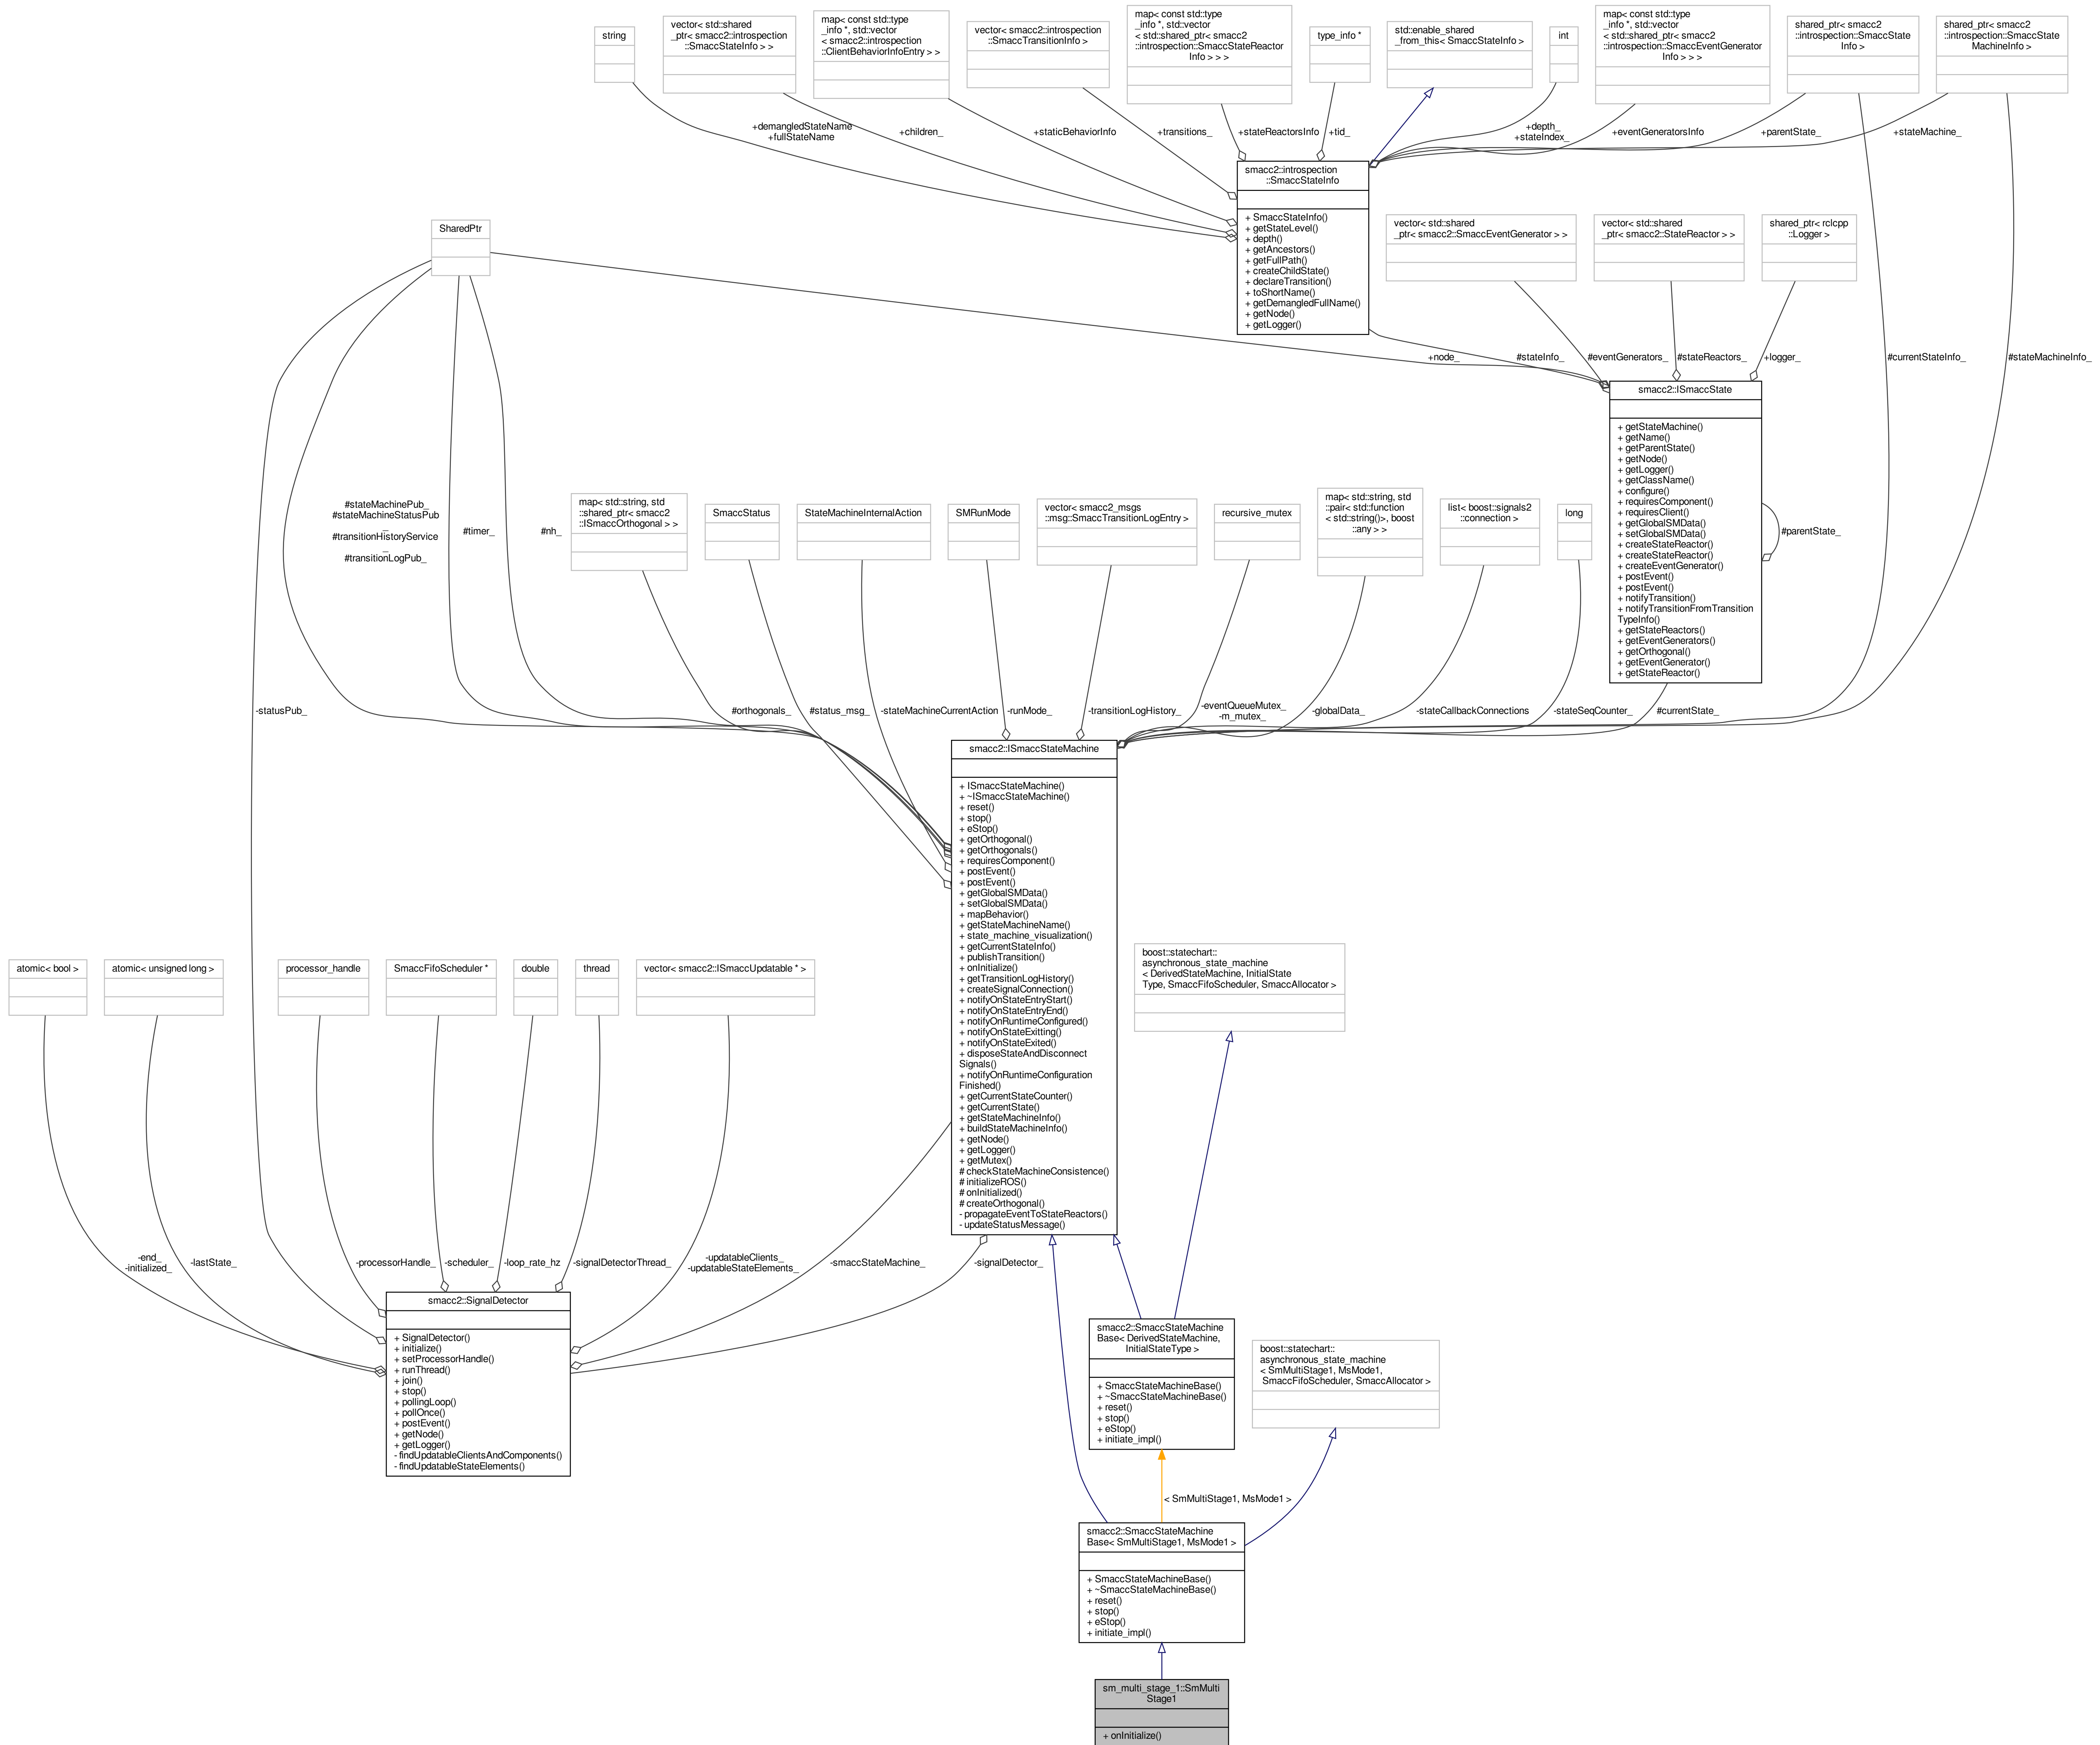 string
vector< std::shared
_ptr< smacc2::introspection
::SmaccStateInfo > >
map< const std::type
_info *, std::vector
< smacc2::introspection
::ClientBehaviorInfoEntry > >
vector< smacc2::introspection
::SmaccTransitionInfo >
map< const std::type
_info *, std::vector
< std::shared_ptr< smacc2
::introspection::SmaccStateReactor
Info > > >
type_info *
std::enable_shared
_from_this< SmaccStateInfo >
int
map< const std::type
_info *, std::vector
< std::shared_ptr< smacc2
::introspection::SmaccEventGenerator
Info > > >
shared_ptr< smacc2
::introspection::SmaccState
Info >
shared_ptr< smacc2
::introspection::SmaccState
MachineInfo >
+demangledStateName
+fullStateName
+children_
+staticBehaviorInfo
+transitions_
+stateReactorsInfo
+tid_
+depth_
+stateIndex_
+eventGeneratorsInfo
+parentState_
+stateMachine_
smacc2::introspection
::SmaccStateInfo
+ SmaccStateInfo()
+ getStateLevel()
+ depth()
+ getAncestors()
+ getFullPath()
+ createChildState()
+ declareTransition()
+ toShortName()
+ getDemangledFullName()
+ getNode()
+ getLogger()
SharedPtr
vector< std::shared
_ptr< smacc2::SmaccEventGenerator > >
vector< std::shared
_ptr< smacc2::StateReactor > >
shared_ptr< rclcpp
::Logger >
+node_
#stateInfo_
#eventGenerators_
#stateReactors_
+logger_
#currentStateInfo_
#stateMachineInfo_
smacc2::ISmaccState
+ getStateMachine()
+ getName()
+ getParentState()
+ getNode()
+ getLogger()
+ getClassName()
+ configure()
+ requiresComponent()
+ requiresClient()
+ getGlobalSMData()
+ setGlobalSMData()
+ createStateReactor()
+ createStateReactor()
+ createEventGenerator()
+ postEvent()
+ postEvent()
+ notifyTransition()
+ notifyTransitionFromTransition
TypeInfo()
+ getStateReactors()
+ getEventGenerators()
+ getOrthogonal()
+ getEventGenerator()
+ getStateReactor()
#parentState_
#stateMachinePub_
#stateMachineStatusPub
_
#transitionHistoryService
_
#transitionLogPub_
#timer_
#nh_
map< std::string, std
::shared_ptr< smacc2
::ISmaccOrthogonal > >
SmaccStatus
StateMachineInternalAction
SMRunMode
vector< smacc2_msgs
::msg::SmaccTransitionLogEntry >
recursive_mutex
map< std::string, std
::pair< std::function
< std::string()>, boost
::any > >
list< boost::signals2
::connection >
long
-statusPub_
#orthogonals_
#status_msg_
-stateMachineCurrentAction
-runMode_
-transitionLogHistory_
-eventQueueMutex_
-m_mutex_
-globalData_
-stateCallbackConnections
-stateSeqCounter_
#currentState_
smacc2::ISmaccStateMachine
+ ISmaccStateMachine()
+ ~ISmaccStateMachine()
+ reset()
+ stop()
+ eStop()
+ getOrthogonal()
+ getOrthogonals()
+ requiresComponent()
+ postEvent()
+ postEvent()
+ getGlobalSMData()
+ setGlobalSMData()
+ mapBehavior()
+ getStateMachineName()
+ state_machine_visualization()
+ getCurrentStateInfo()
+ publishTransition()
+ onInitialize()
+ getTransitionLogHistory()
+ createSignalConnection()
+ notifyOnStateEntryStart()
+ notifyOnStateEntryEnd()
+ notifyOnRuntimeConfigured()
+ notifyOnStateExitting()
+ notifyOnStateExited()
+ disposeStateAndDisconnect
Signals()
+ notifyOnRuntimeConfiguration
Finished()
+ getCurrentStateCounter()
+ getCurrentState()
+ getStateMachineInfo()
+ buildStateMachineInfo()
+ getNode()
+ getLogger()
+ getMutex()
# checkStateMachineConsistence()
# initializeROS()
# onInitialized()
# createOrthogonal()
- propagateEventToStateReactors()
- updateStatusMessage()
boost::statechart::
asynchronous_state_machine
< DerivedStateMachine, InitialState
Type, SmaccFifoScheduler, SmaccAllocator >
atomic< bool >
atomic< unsigned long >
processor_handle
SmaccFifoScheduler *
double
thread
vector< smacc2::ISmaccUpdatable * >
-end_
-initialized_
-lastState_
-processorHandle_
-scheduler_
-loop_rate_hz
-signalDetectorThread_
-updatableClients_
-updatableStateElements_
-smaccStateMachine_
-signalDetector_
smacc2::SignalDetector
+ SignalDetector()
+ initialize()
+ setProcessorHandle()
+ runThread()
+ join()
+ stop()
+ pollingLoop()
+ pollOnce()
+ postEvent()
+ getNode()
+ getLogger()
- findUpdatableClientsAndComponents()
- findUpdatableStateElements()
smacc2::SmaccStateMachine
Base< DerivedStateMachine,
InitialStateType >
+ SmaccStateMachineBase()
+ ~SmaccStateMachineBase()
+ reset()
+ stop()
+ eStop()
+ initiate_impl()
boost::statechart::
asynchronous_state_machine
< SmMultiStage1, MsMode1,
SmaccFifoScheduler, SmaccAllocator >
< SmMultiStage1, MsMode1 >
smacc2::SmaccStateMachine
Base< SmMultiStage1, MsMode1 >
+ SmaccStateMachineBase()
+ ~SmaccStateMachineBase()
+ reset()
+ stop()
+ eStop()
+ initiate_impl()
sm_multi_stage_1::SmMulti
Stage1
+ onInitialize()